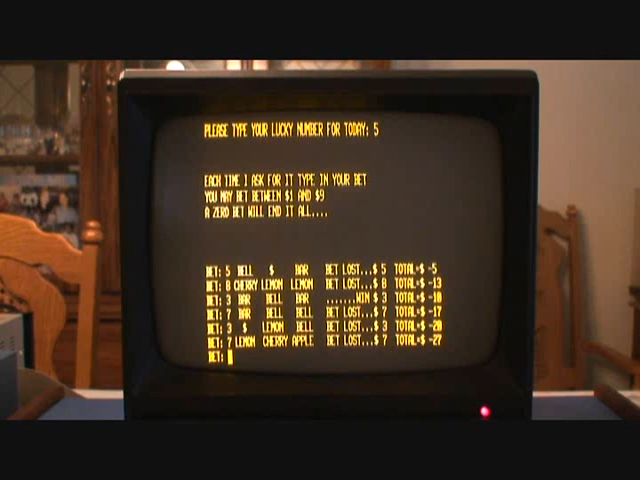 PLEASE TYPE YOUR LUCKY NUMBER FOR TODAY: 5
EACH TIME I ASK FOR IT TYPE IN YOUR BET
YOU MAY BET BETWEEN $1 AND $9
A ZERO BET WILL END IT ALL....
BET: 5 BELL $ BAR BET LOST...$ 5 TOTAL=$ -5
BET: 8 CHERRY LEMON LEMON BET LOST...$ 8 TOTAL=$ -13
BET: 3 BAR BELL BAR .......WIN $ 3 TOTAL=$ -10
BET: 7 BAR BELL BELL BET LOST...$ 7 TOTAL=$ -17
BET: 3 $ LEMON BELL BET LOST...$ 3 TOTAL=$ -20
BET: 7 LEMON CHERRY APPLE BET LOST...$ 7 TOTAL=$ -27
BET: